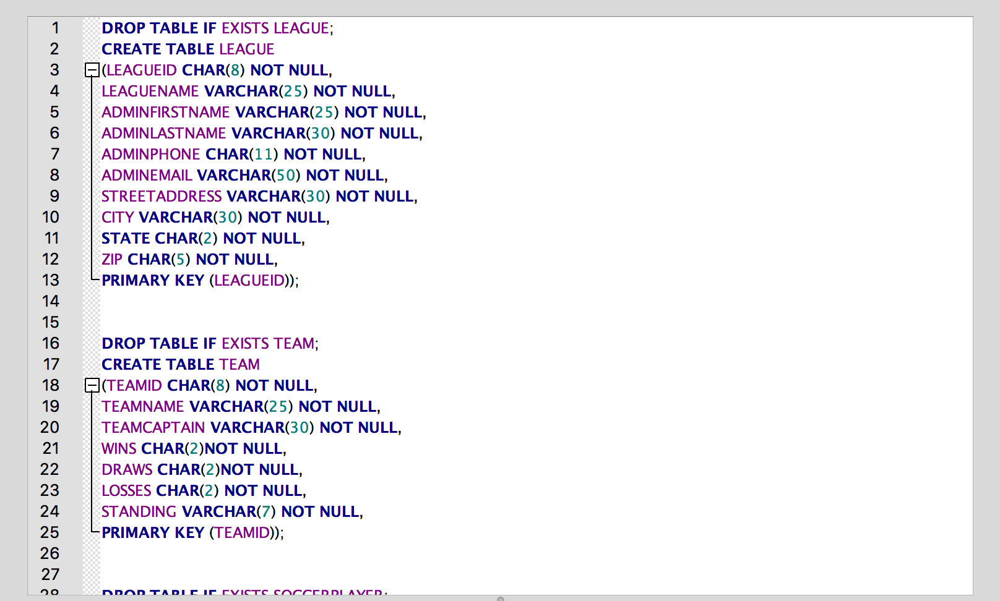 1 DROP TABLE IF EXISTS LEAGUE;
2 CREATE TABLE LEAGUE
3 (LEAGUEID CHAR(8) NOT NULL,
4 LEAGUENAME VARCHAR(25) NOT NULL,
5 ADMINFIRSTNAME VARCHAR(25) NOT NULL,
6 ADMINLASTNAME VARCHAR(30) NOT NULL,
7 ADMINPHONE CHAR(11) NOT NULL,
8 ADMINEMAIL VARCHAR(50) NOT NULL,
9 STREETADDRESS VARCHAR(30) NOT NULL,
10 CITY VARCHAR(30) NOT NULL,
11 STATE CHAR(2) NOT NULL,
12 ZIP CHAR(5) NOT NULL,
13 PRIMARY KEY (LEAGUEID));
14
15
16 DROP TABLE IF EXISTS TEAM;
17 CREATE TABLE TEAM
18 (TEAMID CHAR(8) NOT NULL,
19 TEAMNAME VARCHAR(25) NOT NULL,
20 TEAMCAPTAIN VARCHAR(30) NOT NULL,
21 WINS CHAR(2)NOT NULL,
22 DRAWS CHAR(2)NOT NULL,
23 LOSSES CHAR(2) NOT NULL,
24 STANDING VARCHAR(7) NOT NULL,
25 PRIMARY KEY (TEAMID));
26
27
28 DROP TABLE IF EXISTS SOCCERPLAYER;